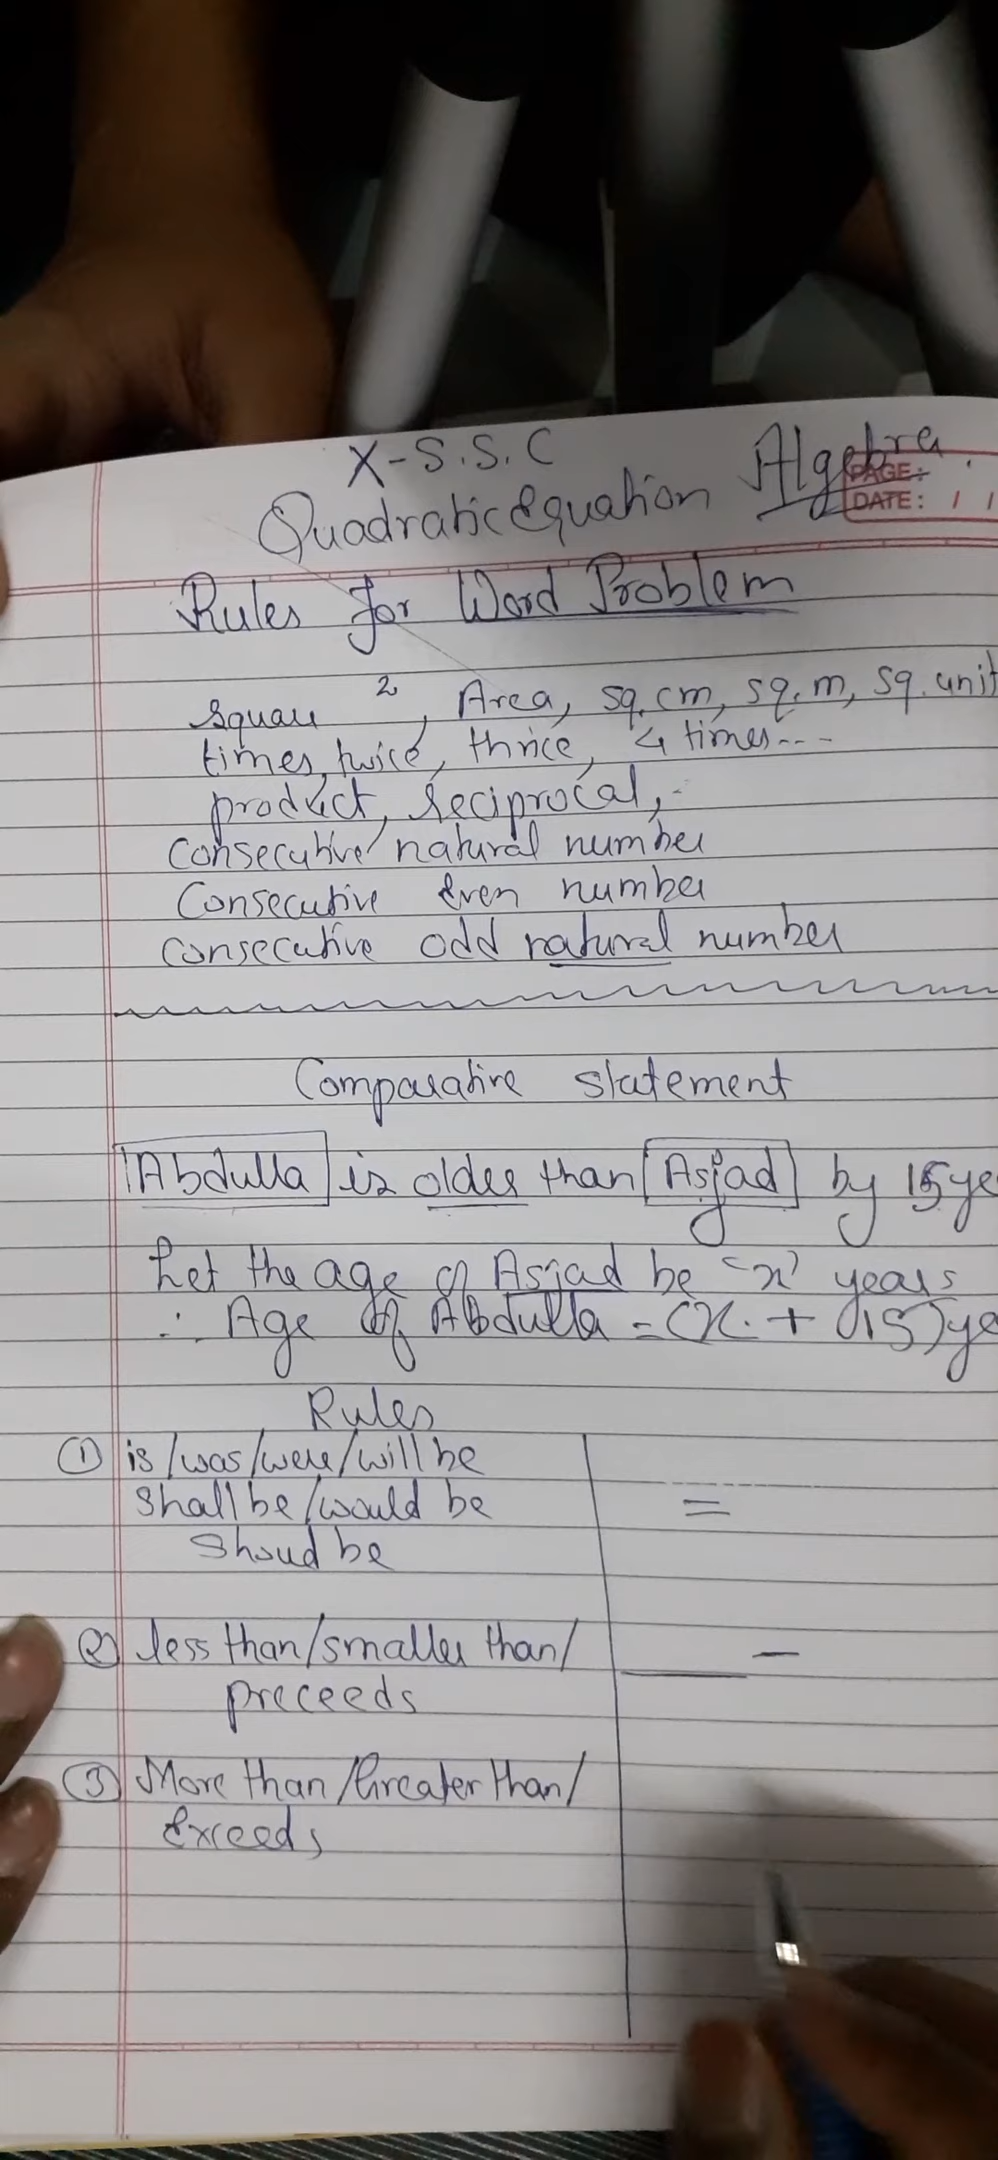 X-S.S.C
Quadratic equation Algebra
PAGE:
DATE: / /
Rules for Word Problem
square ², Area, sq. cm, sq. m, sq. unit
times, twice, thrice, 4 times...
product, reciprocal,
Consecutive natural number
Consecutive even number
Consecutive odd natural number
Comparative statement
Abdulla is older than Asjad by 15 ye
Let the age of Asjad be 'x' years
∴ Age of Abdulla = (x + 15) ye
Rules
① is/was/were/will be
shall be/would be =
Shoud be
② less than/smaller than/ ___ −
preceeds
③ More than/Greater than/
Exceeds